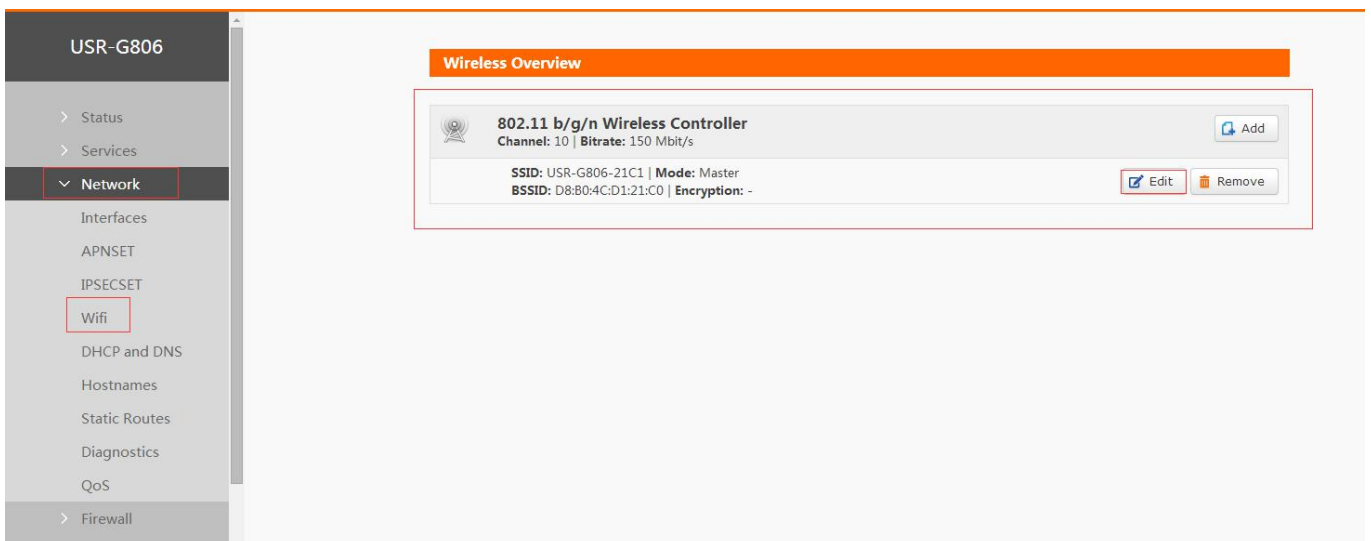 USR-G806
Status
Services
Network
Interfaces
APNSET
IPSECSET
Wifi
DHCP and DNS
Hostnames
Static Routes
Diagnostics
QoS
Firewall
Wireless Overview
802.11 b/g/n Wireless Controller
Channel: 10 | Bitrate: 150 Mbit/s
Add
SSID: USR-G806-21C1 | Mode: Master
BSSID: D8:B0:4C:D1:21:C0 | Encryption: -
Edit
Remove